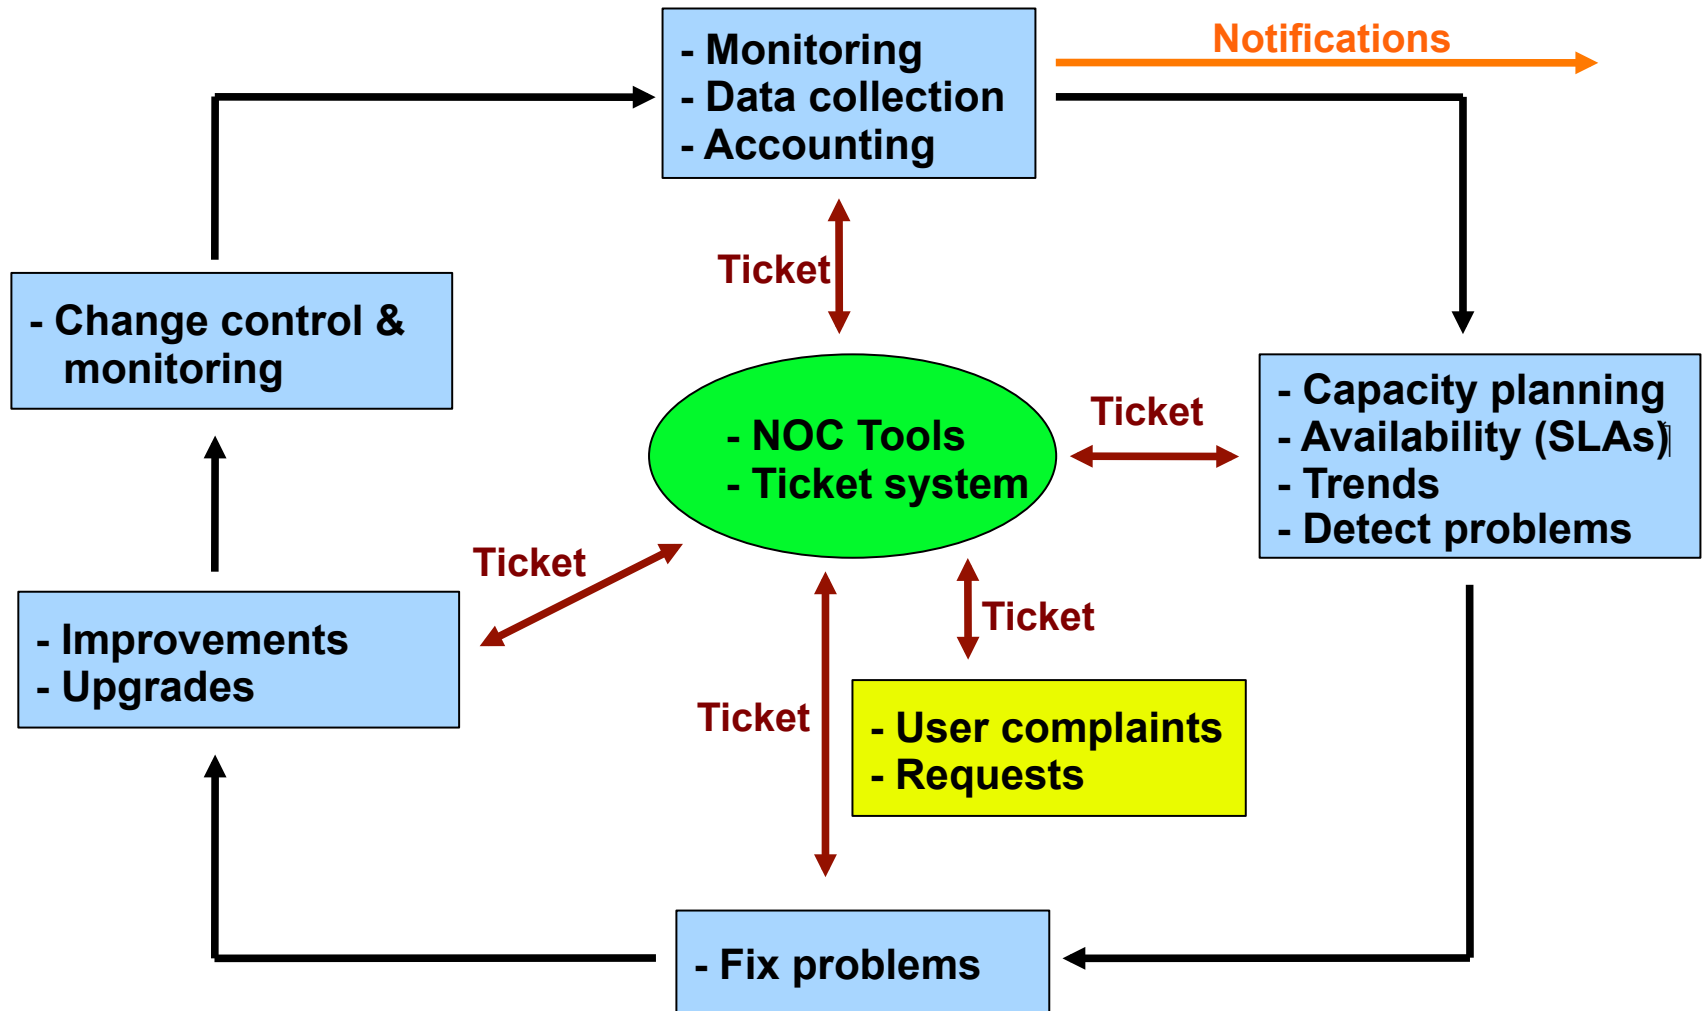 - Monitoring
- Data collection
- Accounting
Notifications
Ticket
- Change control &
monitoring
- NOC Tools
- Ticket system
Ticket
- Capacity planning
- Availability (SLAs)
- Trends
- Detect problems
Ticket
- Improvements
- Upgrades
Ticket
Ticket
- User complaints
- Requests
- Fix problems